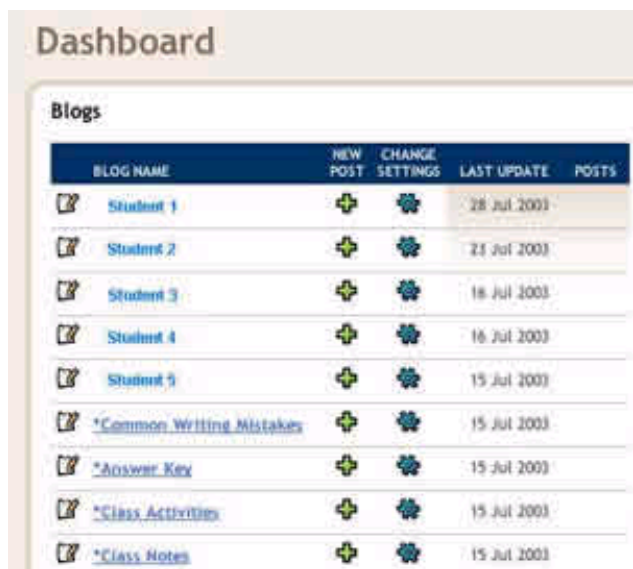 Dashboard
Blogs
BLOG NAME NEW POST CHANGE SETTINGS LAST UPDATE POSTS
Student 1 28 Jul 2003
Student 2 23 Jul 2003
Student 3 16 Jul 2003
Student 4 16 Jul 2003
Student 5 15 Jul 2003
*Common Writing Mistakes 15 Jul 2003
*Answer Key 15 Jul 2003
*Class Activities 15 Jul 2003
*Class Notes 15 Jul 2003